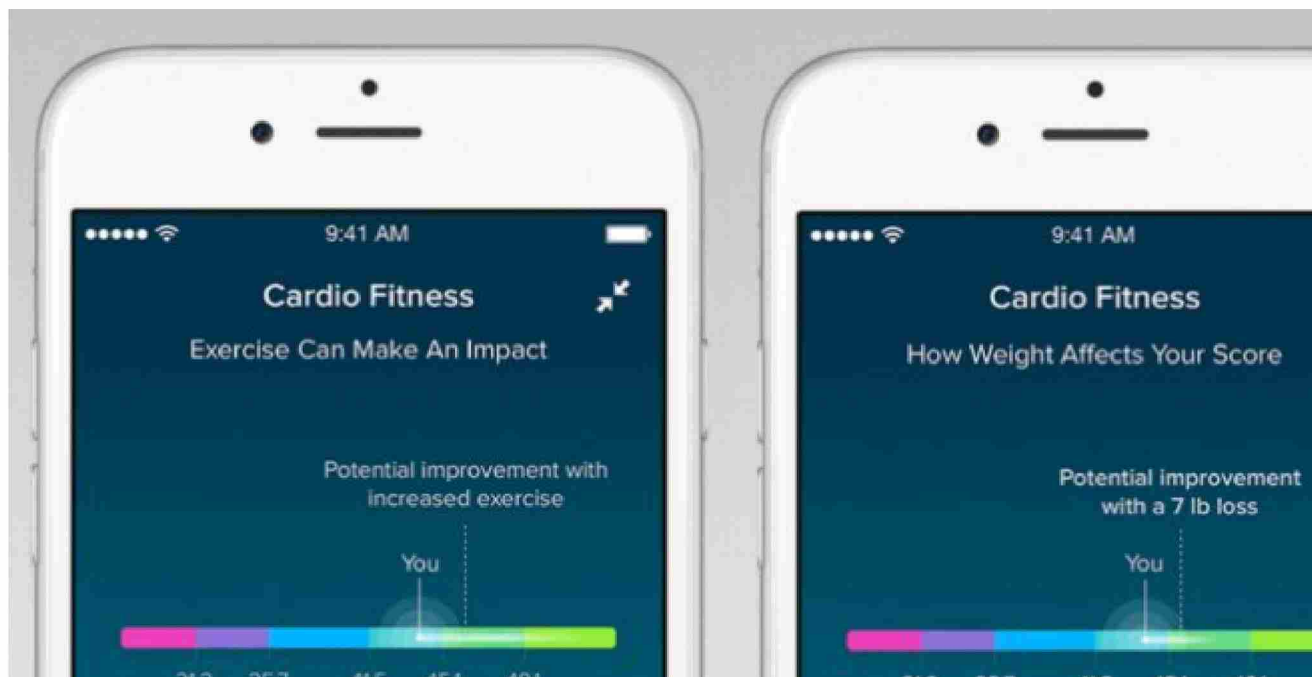 9:41 AM
Cardio Fitness
Exercise Can Make An Impact
Potential improvement with
increased exercise
You
9:41 AM
Cardio Fitness
How Weight Affects Your Score
Potential improvement
with a 7 lb loss
You